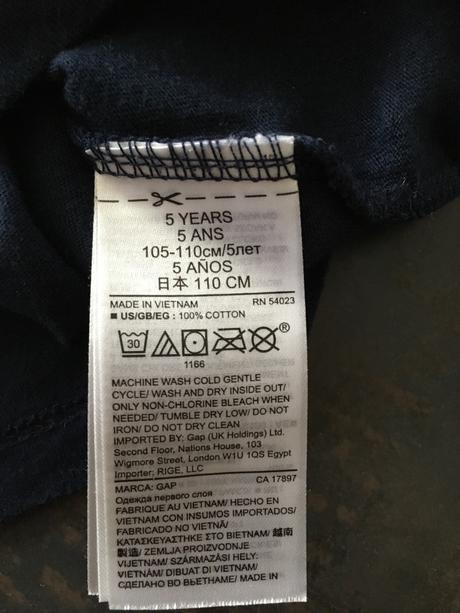 5 YEARS
5 ANS
105-110см/5лет
5 AÑOS
日本 110 CM
MADE IN VIETNAM RN 54023
■ US/GB/EG : 100% COTTON
30 ®
1166
MACHINE WASH COLD GENTLE
CYCLE/ WASH AND DRY INSIDE OUT/
ONLY NON-CHLORINE BLEACH WHEN
NEEDED/ TUMBLE DRY LOW/ DO NOT
IRON/ DO NOT DRY CLEAN
IMPORTED BY: Gap (UK Holdings) Ltd.
Second Floor, Nations House, 103
Wigmore Street, London W1U 1QS Egypt
Importer: RIGE, LLC
MARCA: GAP CA 17897
Одежда первого слоя
FABRIQUÉ AU VIETNAM/ HECHO EN
VIETNAM CON INSUMOS IMPORTADOS/
FABRICADO NO VIETNÃ/
ΚΑΤΑΣΚΕΥΑΣΤΗΚΕ ΣΤΟ ΒΙΕΤΝΑΜ/ 越南
製造/ ZEMLJA PROIZVODNJE
VIJETNAM/ SZÁRMAZÁSI HELY:
VIETNÁM/ DIBUAT DI VIETNAM/
СДЕЛАНО ВО ВЬЕТНАМЕ/ MADE IN